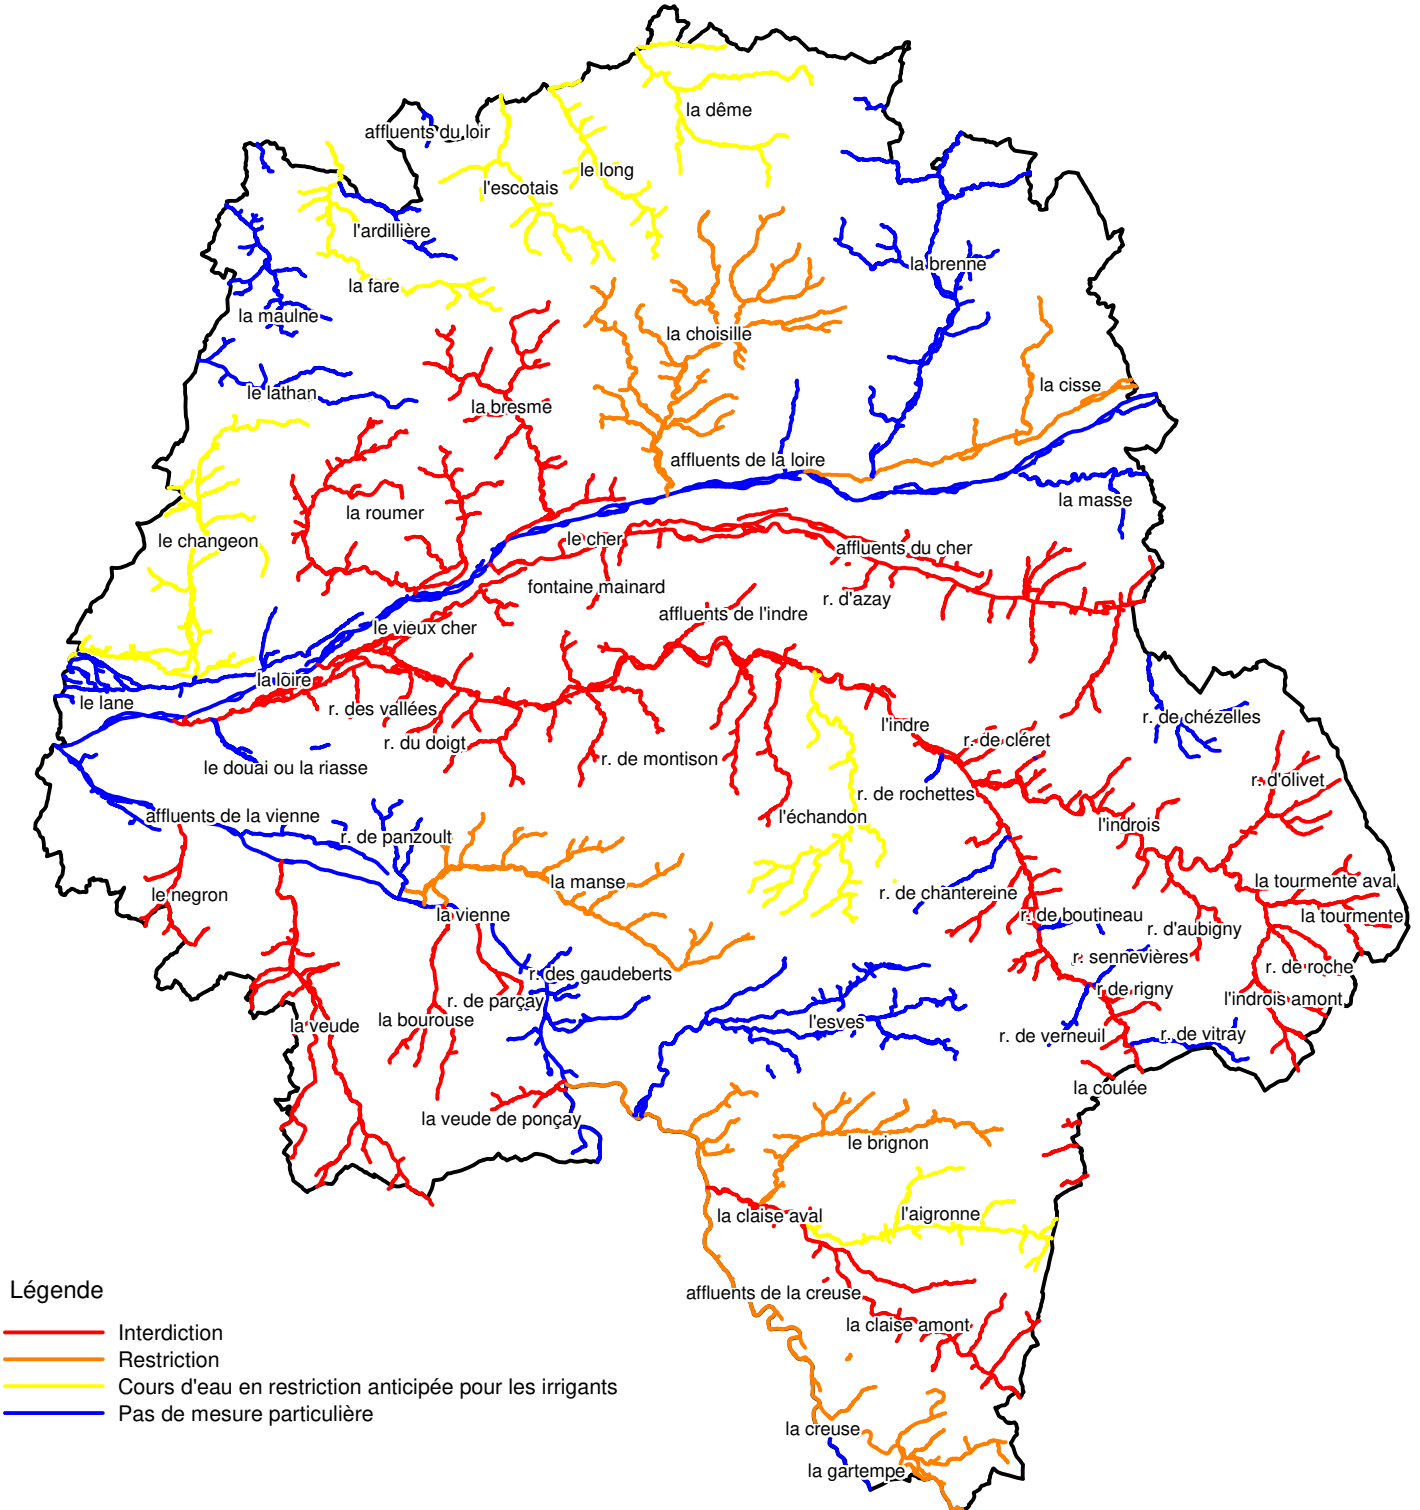 la dême
affluents du loir
le long
l'escotais
l'ardillière
la brenne
la fare
la maulne
la choisille
la cisse
le lathan
la bresme
affluents de la loire
la masse
la roumer
le changeon
le cher
affluents du cher
fontaine mainard
r. d'azay
affluents de l'indre
le vieux cher
la loire
le lane
r. des vallées
r. de chézelles
l'indre
r. du doigt
r. de cléret
r. de montison
le douai ou la riasse
r. d'olivet
r. de rochettes
affluents de la vienne
l'échandon
l'indrois
r. de panzoult
la manse
la tourmente aval
le negron
r. de chantereine
la vienne
r. de boutineau
la tourmente
r. d'aubigny
r. sennevières
r. de roche
r. des gaudeberts
r de rigny
r. de parçay
l'indrois amont
la bourouse
l'esves
la veude
r. de verneuil
r. de vitray
la coulée
la veude de ponçay
le brignon
l'aigronne
la claise aval
affluents de la creuse
la claise amont
la creuse
la gartempe
Légende
Interdiction
Restriction
Cours d'eau en restriction anticipée pour les irrigants
Pas de mesure particulière